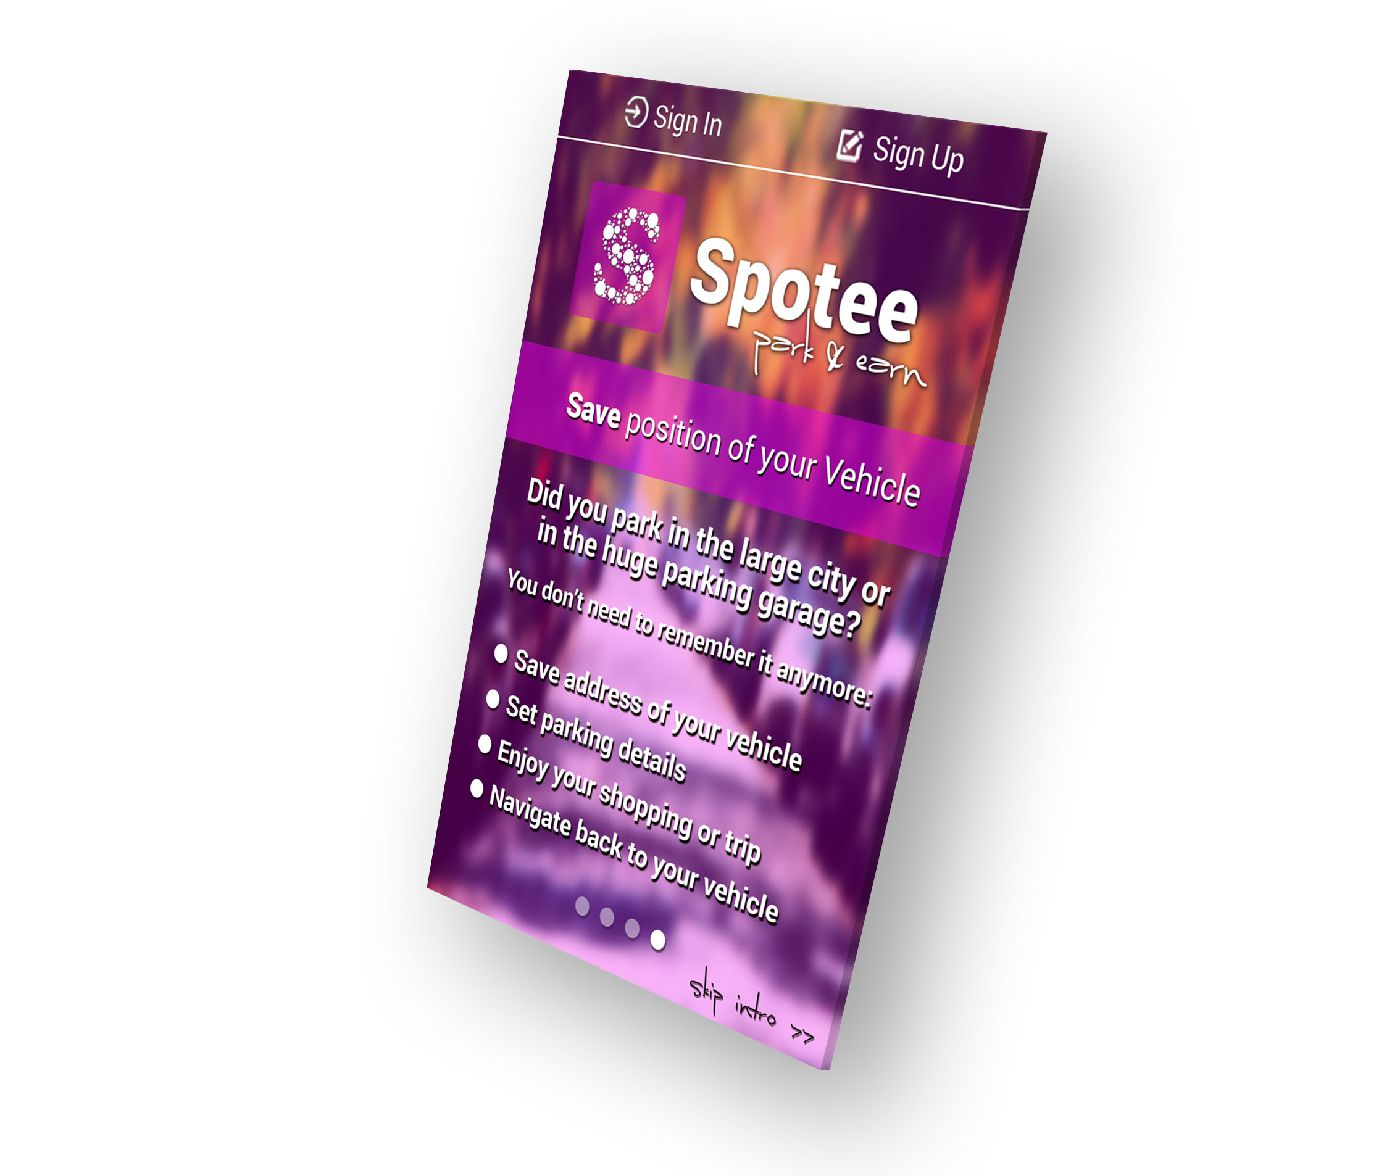 Sign In
Sign Up
S
Spotee
park & earn
Save position of your Vehicle
Did you park in the large city or
in the huge parking garage?
You don't need to remember it anymore:
Save address of your vehicle
Set parking details
Enjoy your shopping or trip
Navigate back to your vehicle
skip intro >>